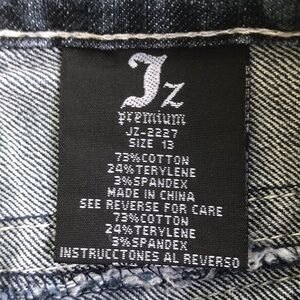 Jz
premium
JZ-2227
SIZE 13
73%COTTON
24%TERYLENE
3%SPANDEX
MADE IN CHINA
SEE REVERSE FOR CARE
73%COTTON
24%TERYLENE
3%SPANDEX
INSTRUCCTONES AL REVERSO